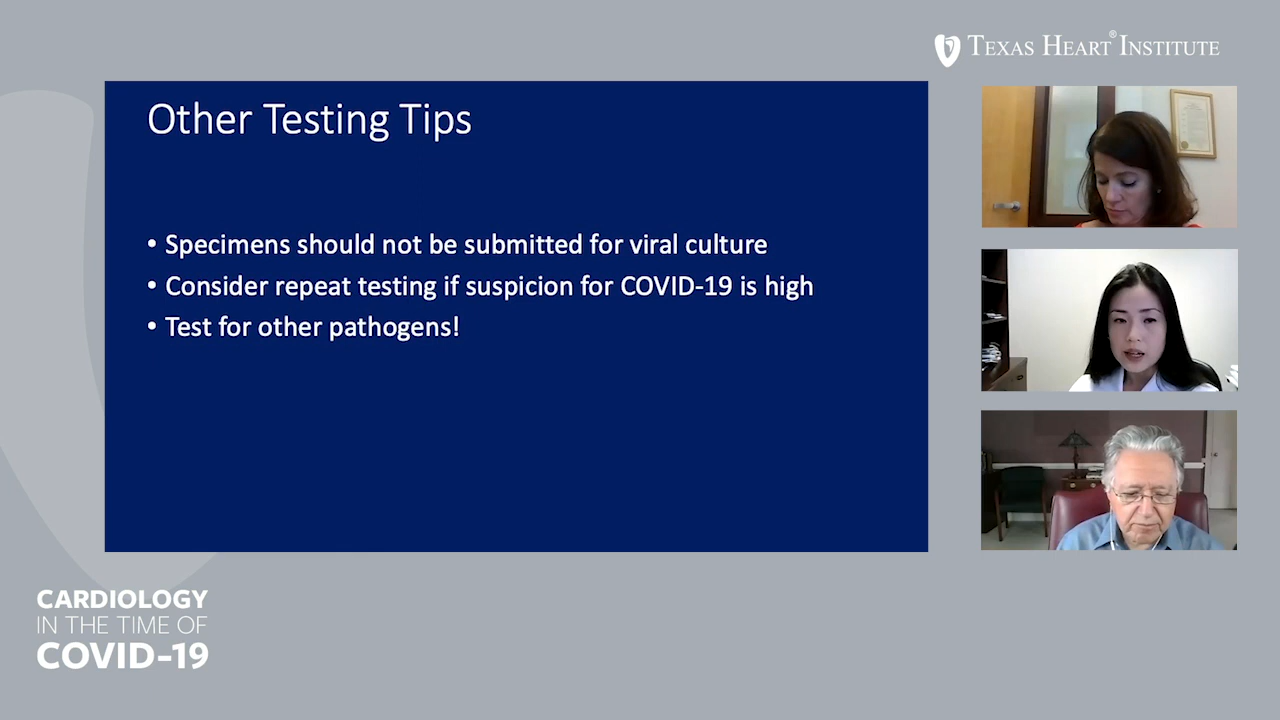 TEXAS HEART® INSTITUTE
Other Testing Tips
• Specimens should not be submitted for viral culture
• Consider repeat testing if suspicion for COVID-19 is high
• Test for other pathogens!
CARDIOLOGY
IN THE TIME OF
COVID-19